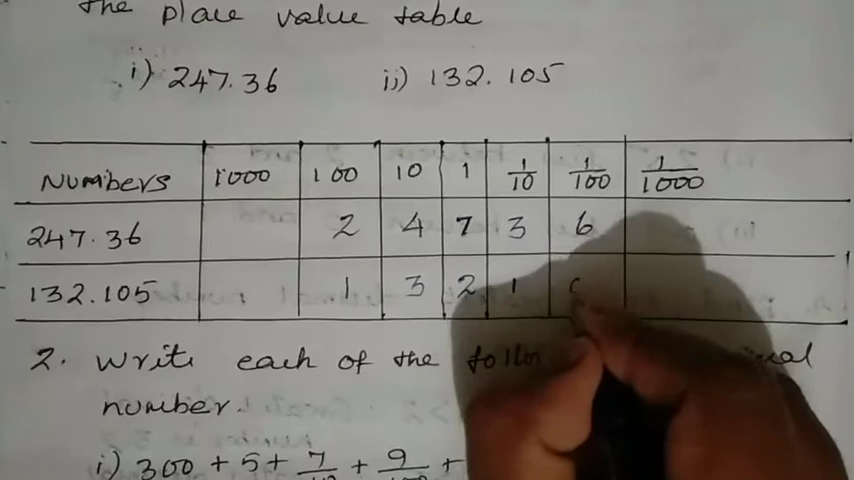 the place value table
i) 247.36 ii) 132.105
Numbers 1000 100 10 1 1/10 1/100 1/1000
247.36 2 4 7 3 6
132.105 1 3 2 1
2. Write each of the
number.
i) 300 + 5 + 7/10 + 9/100 +